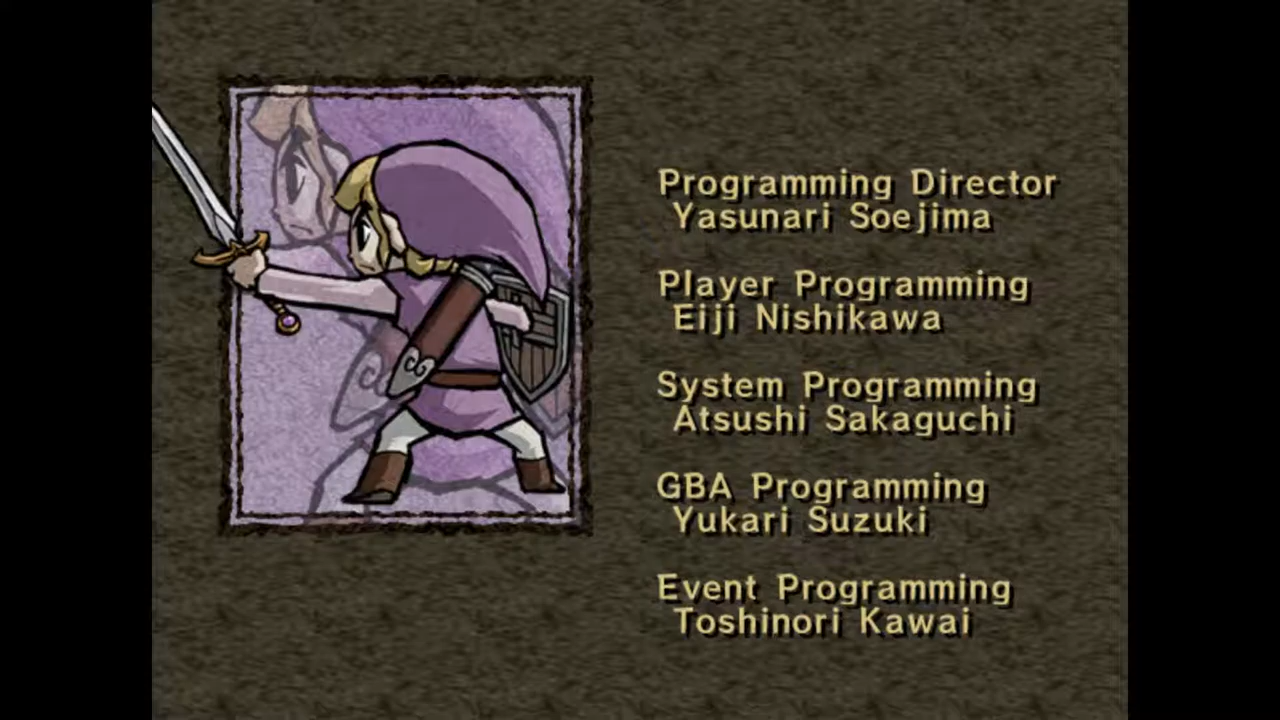 Programming Director
Yasunari Soejima
Player Programming
Eiji Nishikawa
System Programming
Atsushi Sakaguchi
GBA Programming
Yukari Suzuki
Event Programming
Toshinori Kawai